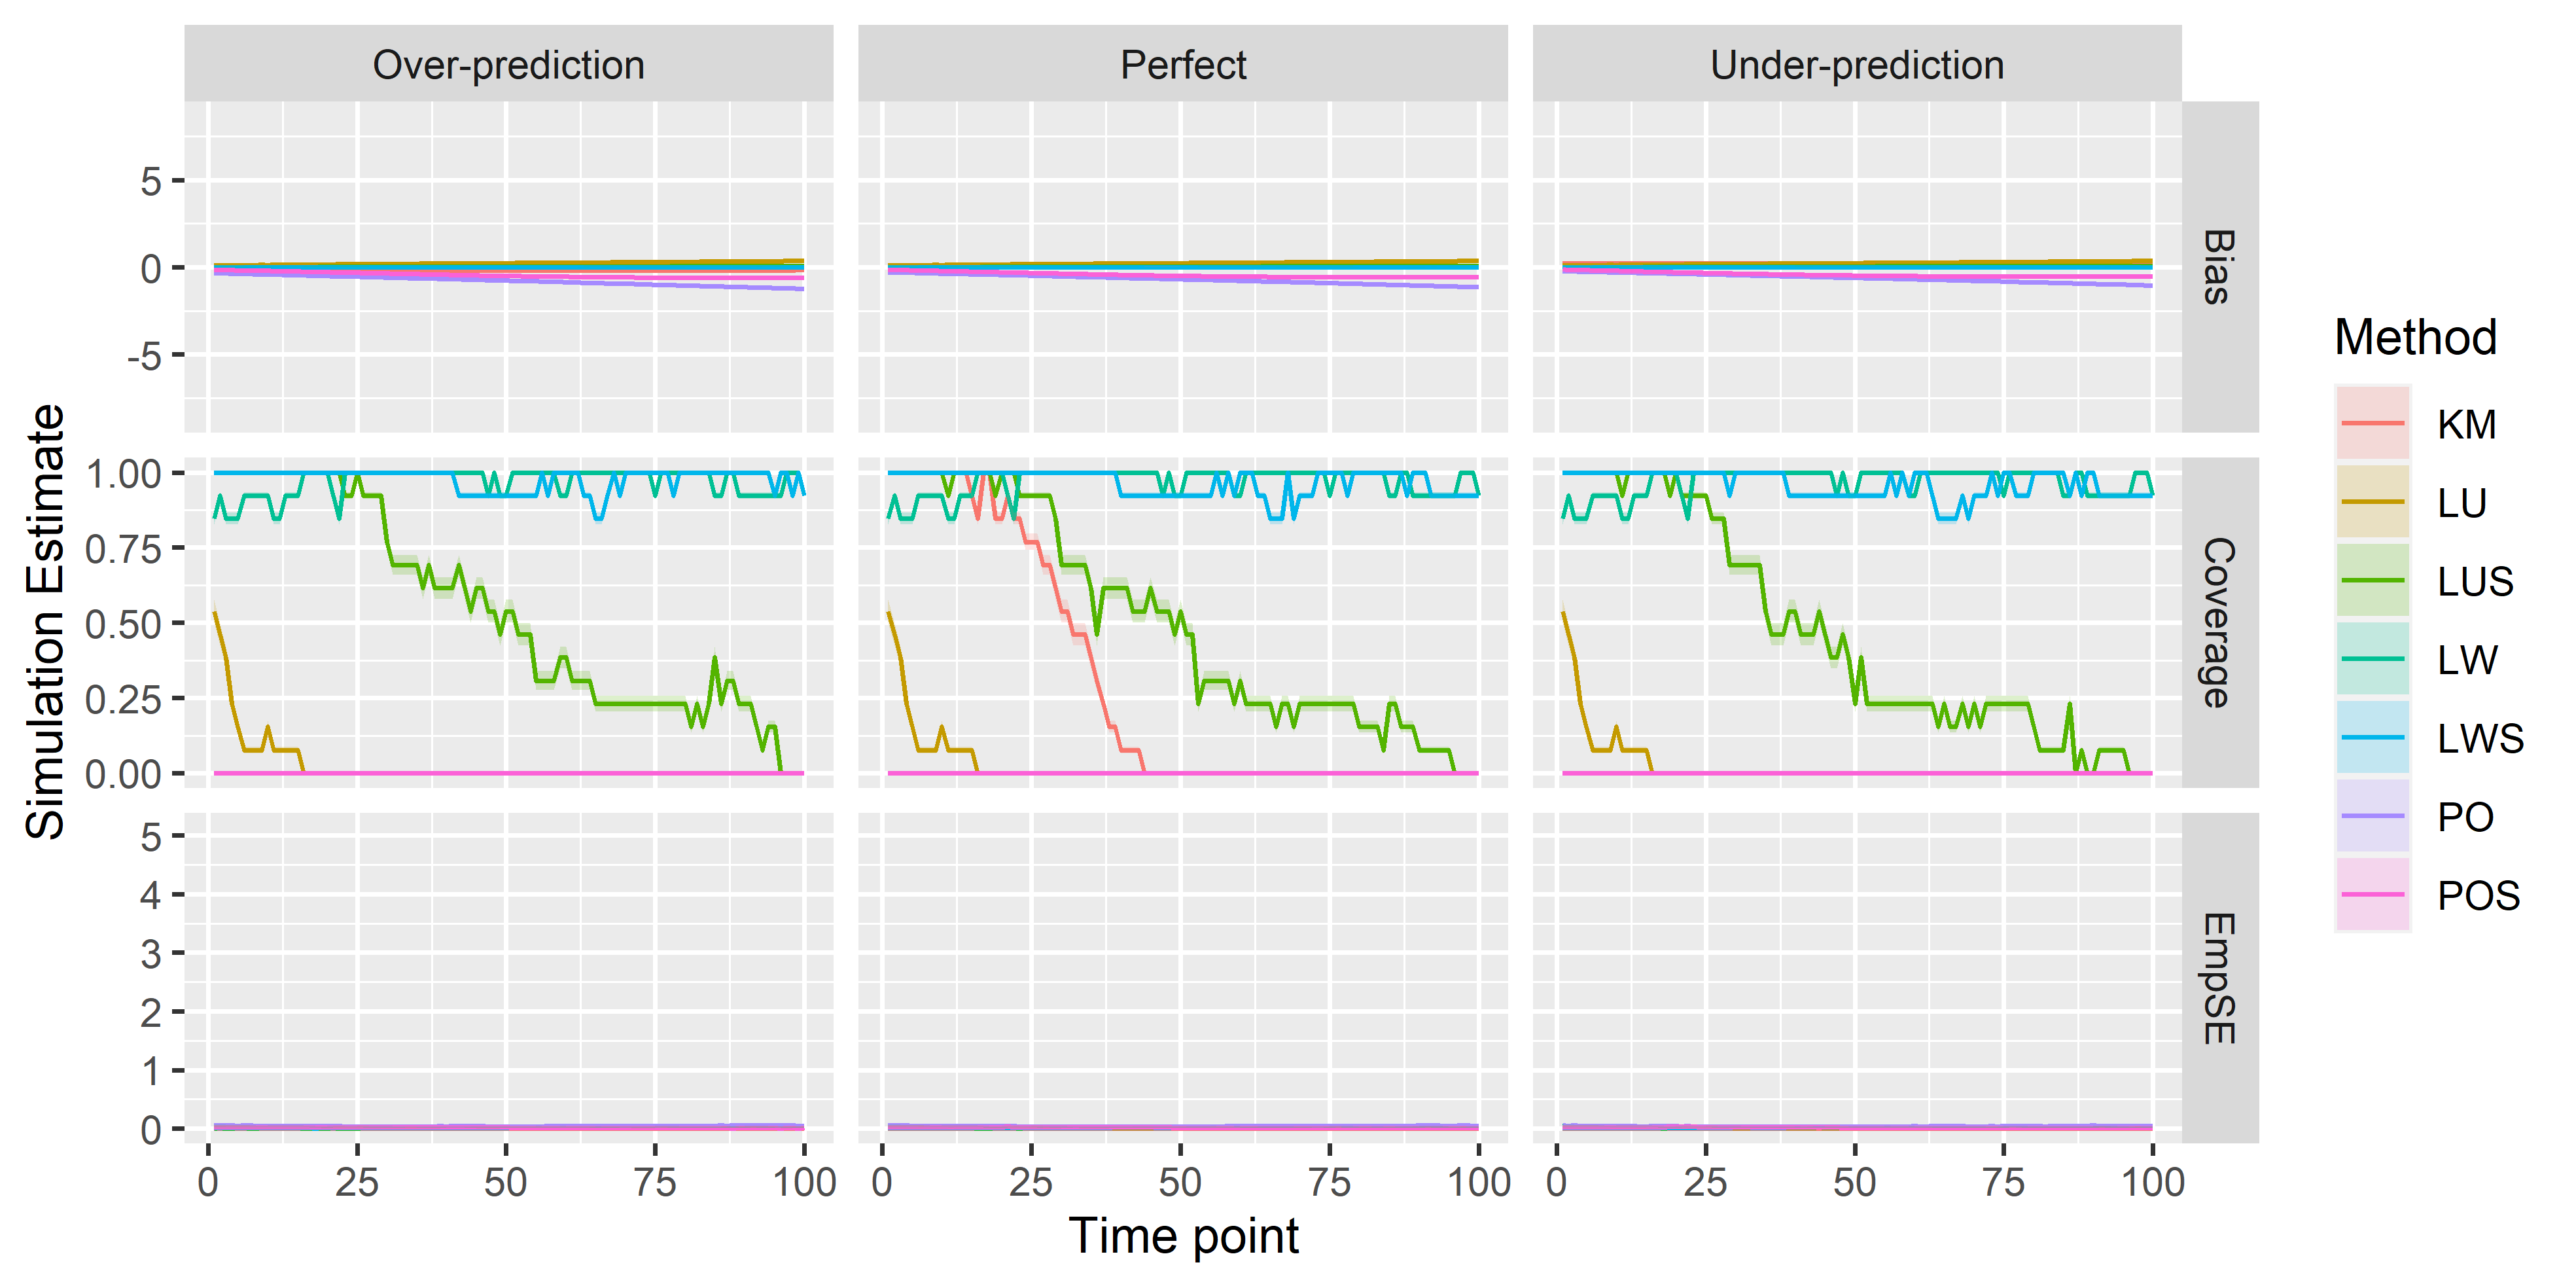 Over-prediction
Perfect
Under-prediction
Simulation Estimate
5
0
-5
Bias
1.00
0.75
0.50
0.25
0.00
Coverage
5
4
3
2
1
0
EmpSE
0 25 50 75 100
0 25 50 75 100
0 25 50 75 100
Time point
Method
KM
LU
LUS
LW
LWS
PO
POS